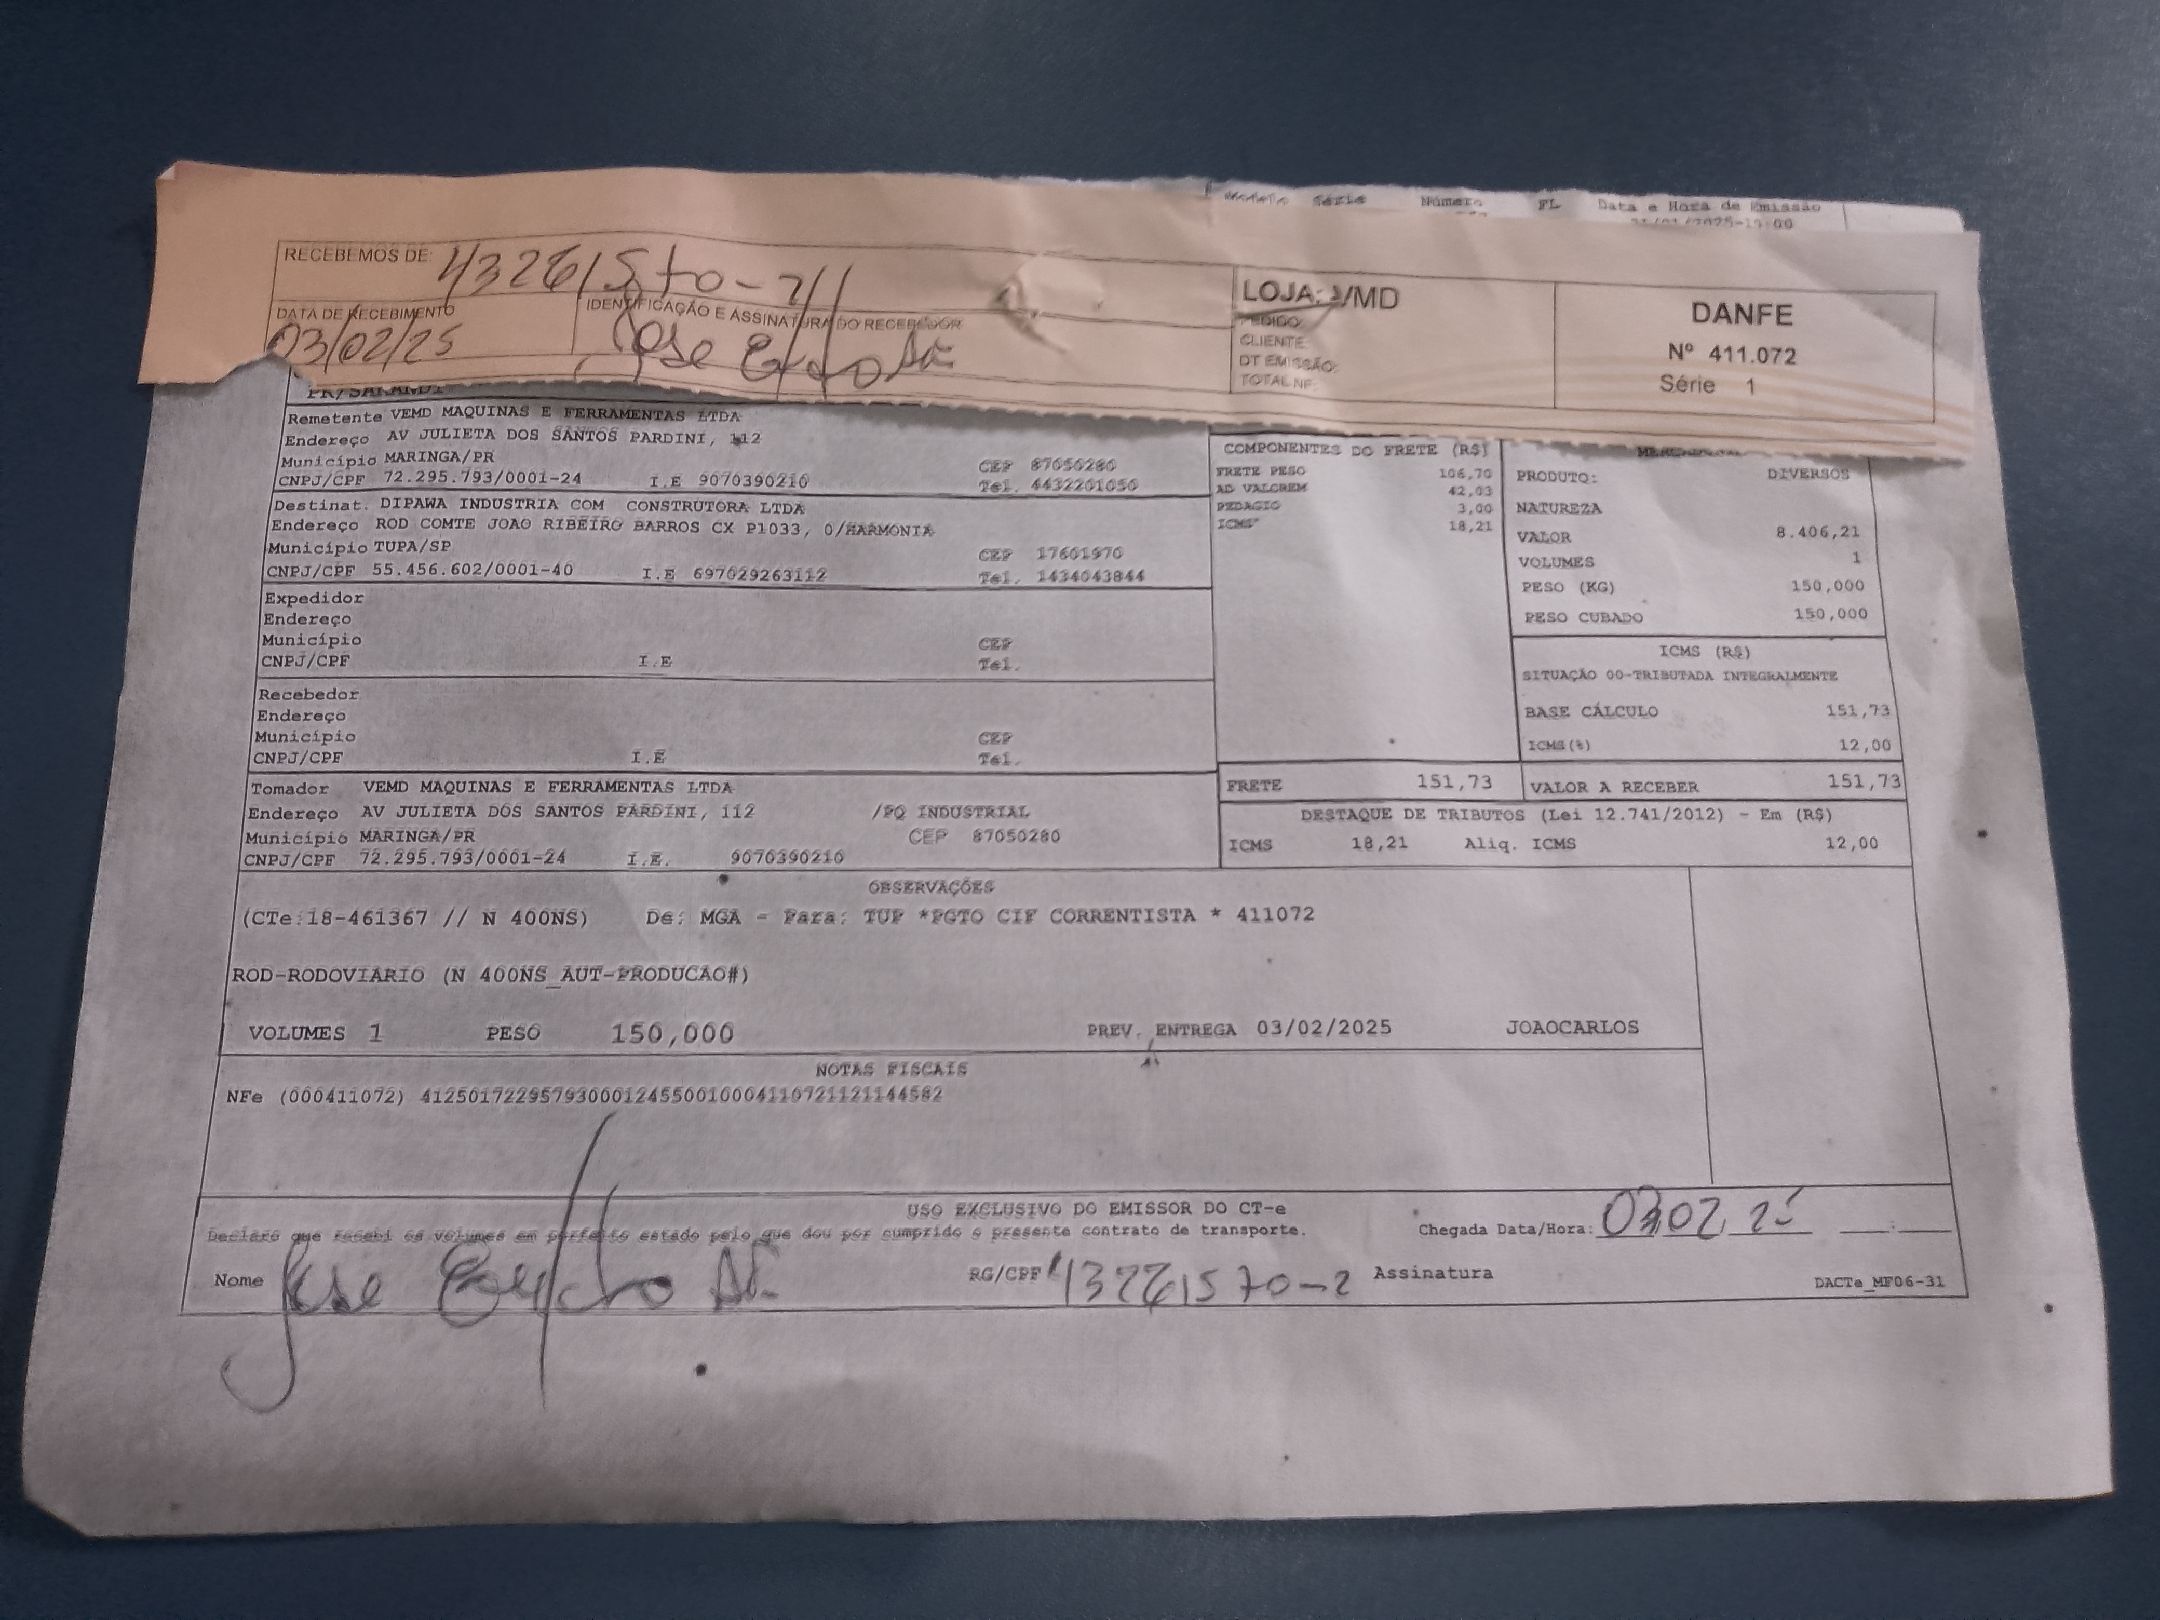 Modelo Série Número FL Data e Hora de Emissão
RECEBEMOS DE:
DATA DE RECEBIMENTO IDENTIFICAÇÃO E ASSINATURA DO RECEBEDOR
03/02/25 Jose
LOJA: /MD
PEDIDO:
CLIENTE:
DT EMISSÃO:
TOTAL NF:
DANFE
Nº 411.072
Série 1
PR/SARANDI
Remetente VEMD MAQUINAS E FERRAMENTAS LTDA
Endereço AV JULIETA DOS SANTOS PARDINI, 112
Município MARINGA/PR CEP 87050280
CNPJ/CPF 72.295.793/0001-24 I.E 9070390210 Tel. 4432201050
Destinat. DIPAWA INDUSTRIA COM CONSTRUTORA LTDA
Endereço ROD COMTE JOAO RIBEIRO BARROS CX P1033, 0/HARMONIA
Município TUPA/SP CEP 17601970
CNPJ/CPF 55.456.602/0001-40 I.E 697029263112 Tel. 1434043844
Expedidor
Endereço
Município CEP
CNPJ/CPF I.E Tel.
Recebedor
Endereço
Município CEP
CNPJ/CPF I.E Tel.
Tomador VEMD MAQUINAS E FERRAMENTAS LTDA
Endereço AV JULIETA DOS SANTOS PARDINI, 112 /PQ INDUSTRIAL
Município MARINGA/PR CEP 87050280
CNPJ/CPF 72.295.793/0001-24 I.E. 9070390210
COMPONENTES DO FRETE (R$)
FRETE PESO 106,70
AD VALOREM 42,03
PEDAGIO 3,00
ICMS* 18,21
PRODUTO: DIVERSOS
NATUREZA
VALOR 8.406,21
VOLUMES 1
PESO (KG) 150,000
PESO CUBADO 150,000
ICMS (R$)
SITUAÇÃO 00-TRIBUTADA INTEGRALMENTE
BASE CÁLCULO 151,73
ICMS(%) 12,00
FRETE 151,73 VALOR A RECEBER 151,73
DESTAQUE DE TRIBUTOS (Lei 12.741/2012) - Em (R$)
ICMS 18,21 Aliq. ICMS 12,00
OBSERVAÇÕES
(CTe:18-461367 // N 400NS) De: MGA - Para: TUP *PGTO CIF CORRENTISTA * 411072
ROD-RODOVIARIO (N 400NS_AUT-PRODUCAO#)
VOLUMES 1 PESO 150,000 PREV. ENTREGA 03/02/2025 JOAOCARLOS
NOTAS FISCAIS
NFe (000411072) 41250172295793000124550010004110721121144582
USO EXCLUSIVO DO EMISSOR DO CT-e
Declaro que recebi os volumes em perfeito estado pelo que dou por cumprido o presente contrato de transporte. Chegada Data/Hora: 03 02 25 :
Nome Jose RG/CPF Assinatura DACTe_MF06-31